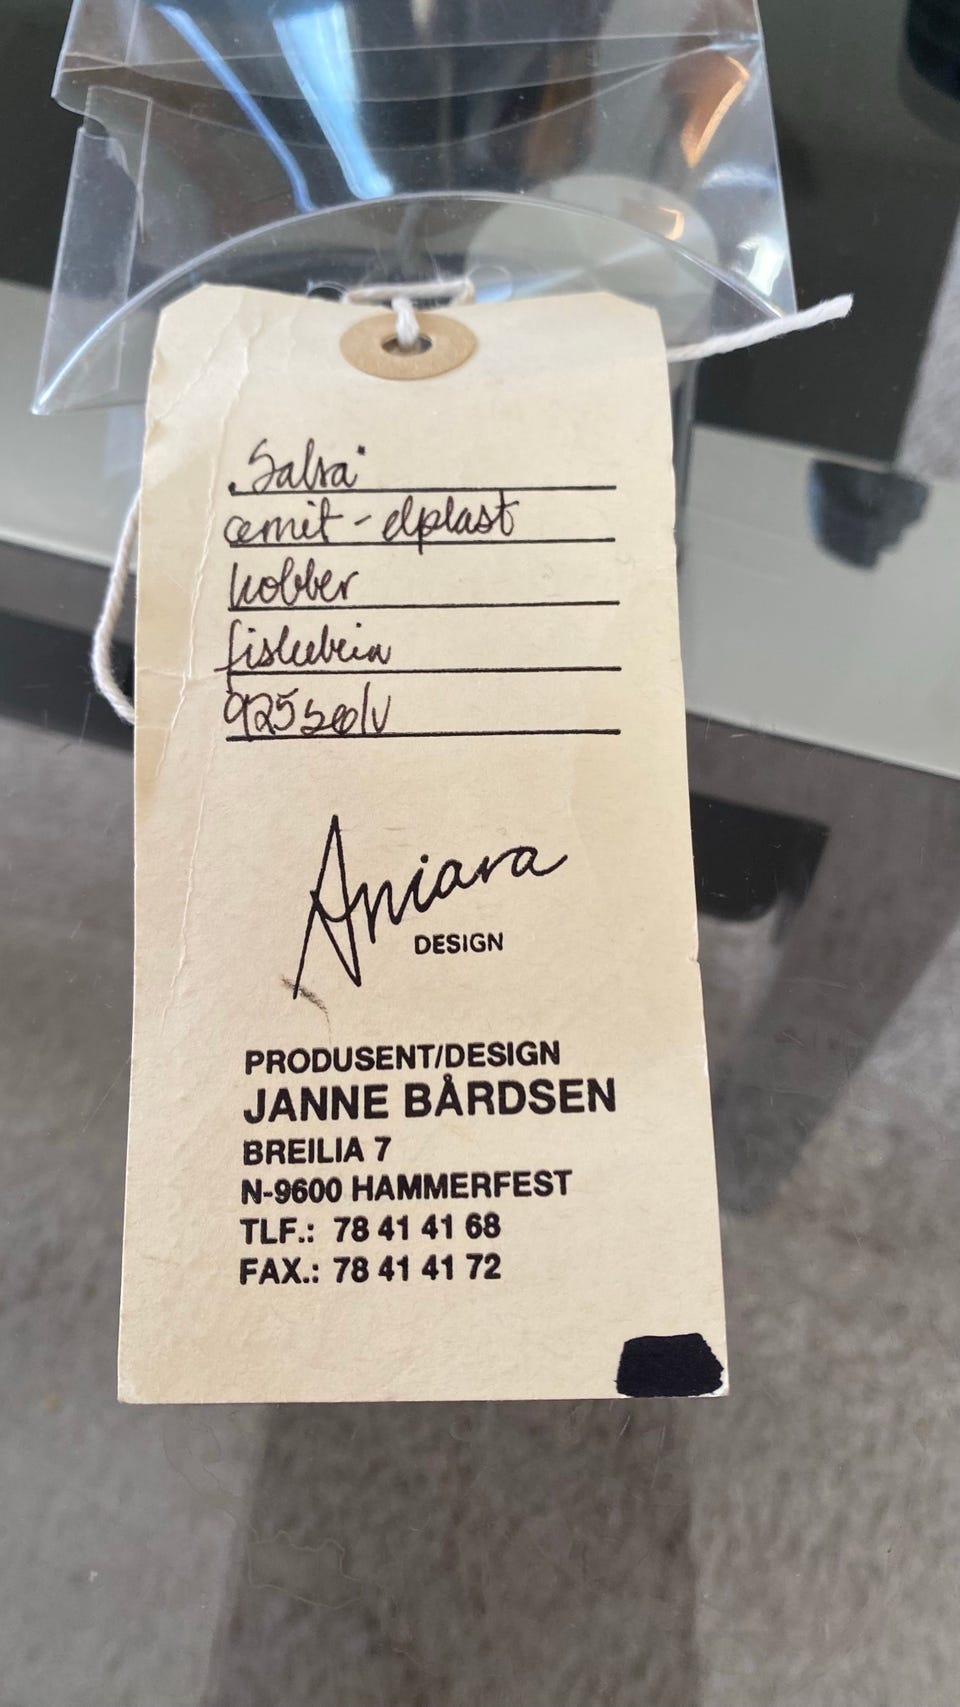 „Salsa"
cernit - elplast
kobber
fiskebein
925 sølv
Aniara
DESIGN
PRODUSENT/DESIGN
JANNE BÅRDSEN
BREILIA 7
N-9600 HAMMERFEST
TLF.: 78 41 41 68
FAX.: 78 41 41 72